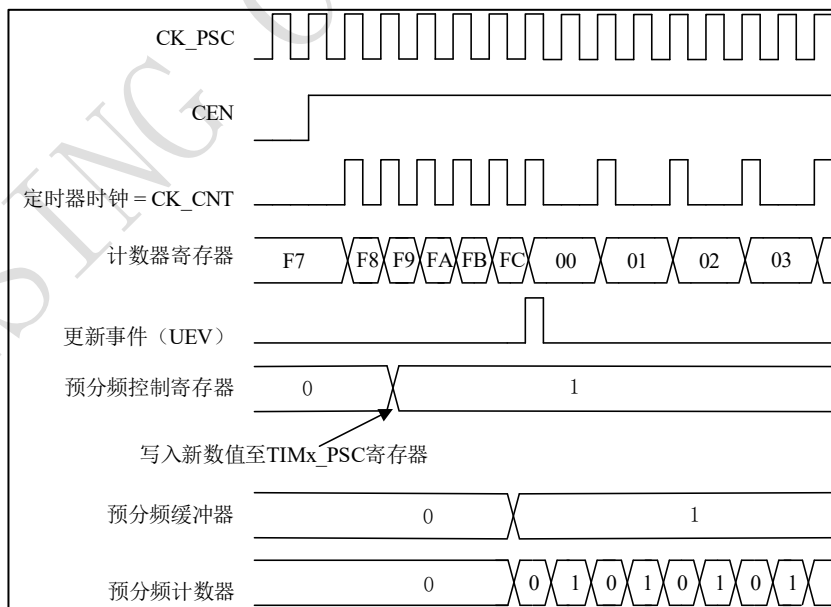 CK_PSC
CEN
定时器时钟 = CK_CNT
计数器寄存器 F7 F8 F9 FA FB FC 00 01 02 03
更新事件（UEV）
预分频控制寄存器 0 1
写入新数值至TIMx_PSC寄存器
预分频缓冲器 0 1
预分频计数器 0 0 1 0 1 0 1 0 1